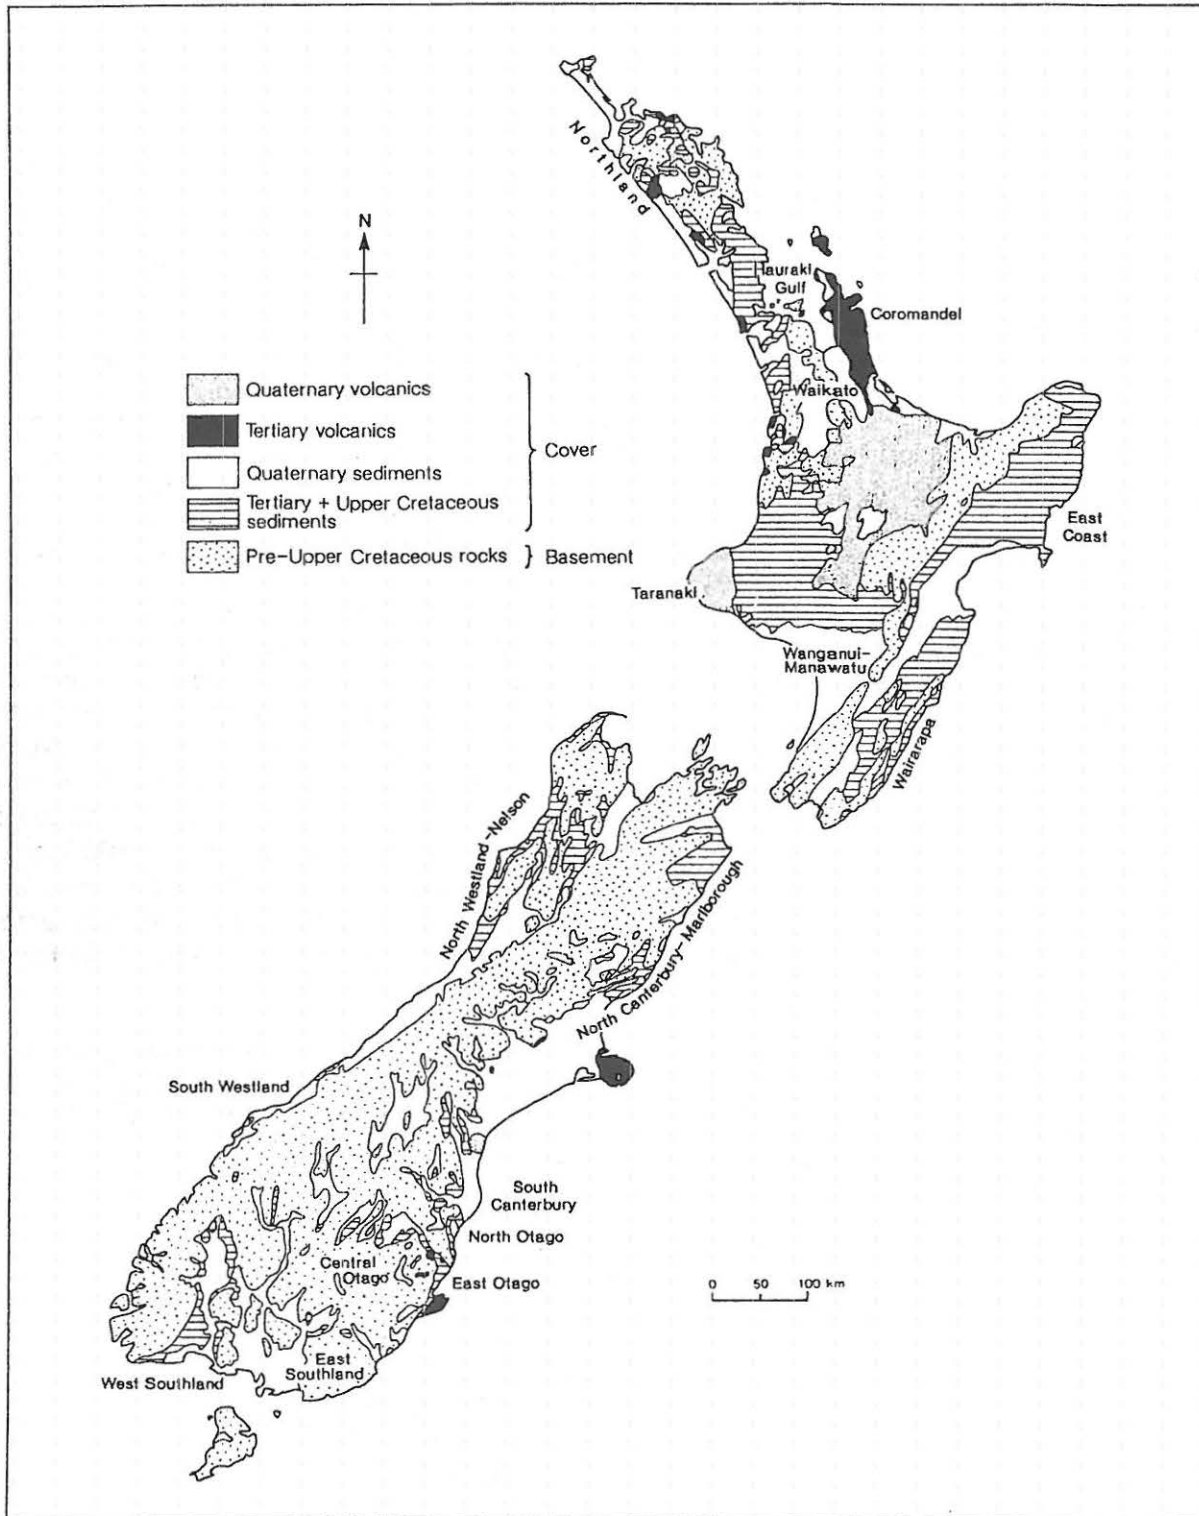 Northland
N
Hauraki
Gulf
Coromandel
Quaternary volcanics
Tertiary volcanics
Quaternary sediments
Tertiary + Upper Cretaceous
sediments
Cover
Pre-Upper Cretaceous rocks
Basement
Waikato
East
Coast
Taranaki
Wanganui-
Manawatu
Wairarapa
North Westland-Nelson
North Canterbury-Marlborough
South Westland
South
Canterbury
North Otago
Central
Otago
East Otago
0 50 100 km
East
Southland
West Southland